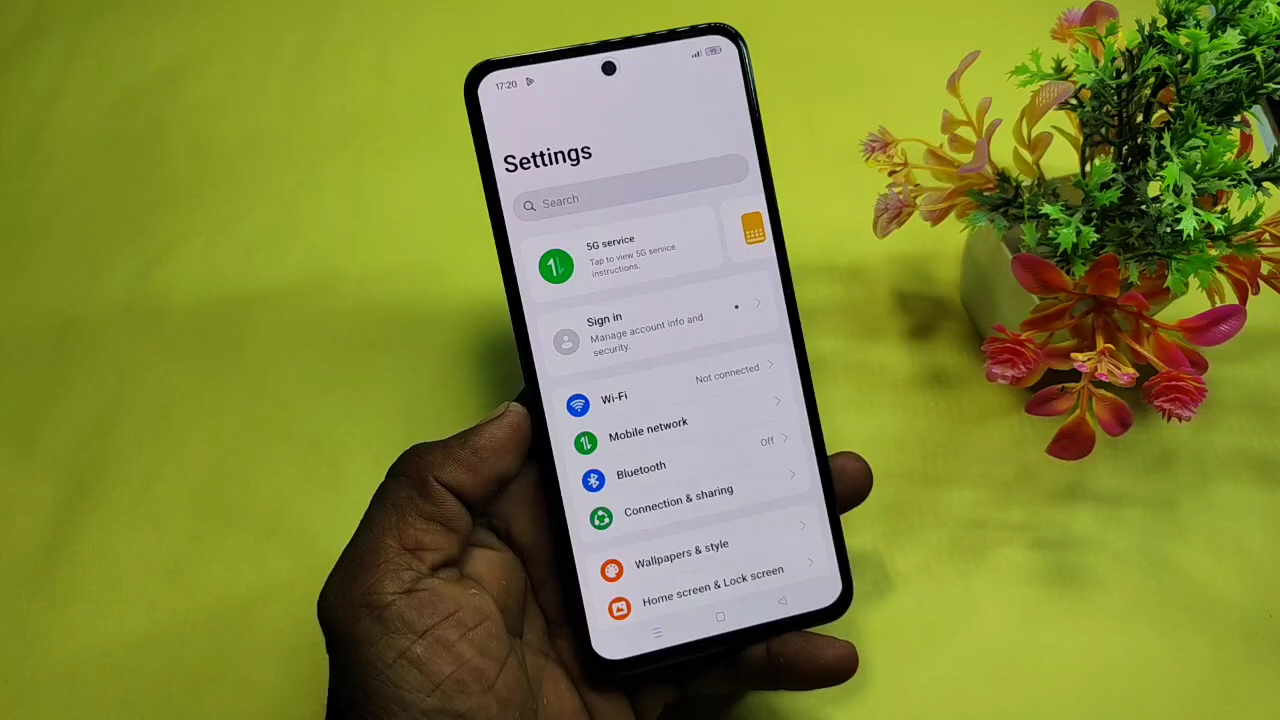 17:20
95
Settings
Search
5G service
Tap to view 5G service
instructions.
Sign in
Manage account info and
security.
Wi-Fi
Not connected
Mobile network
Bluetooth
Off
Connection & sharing
Wallpapers & style
Home screen & Lock screen